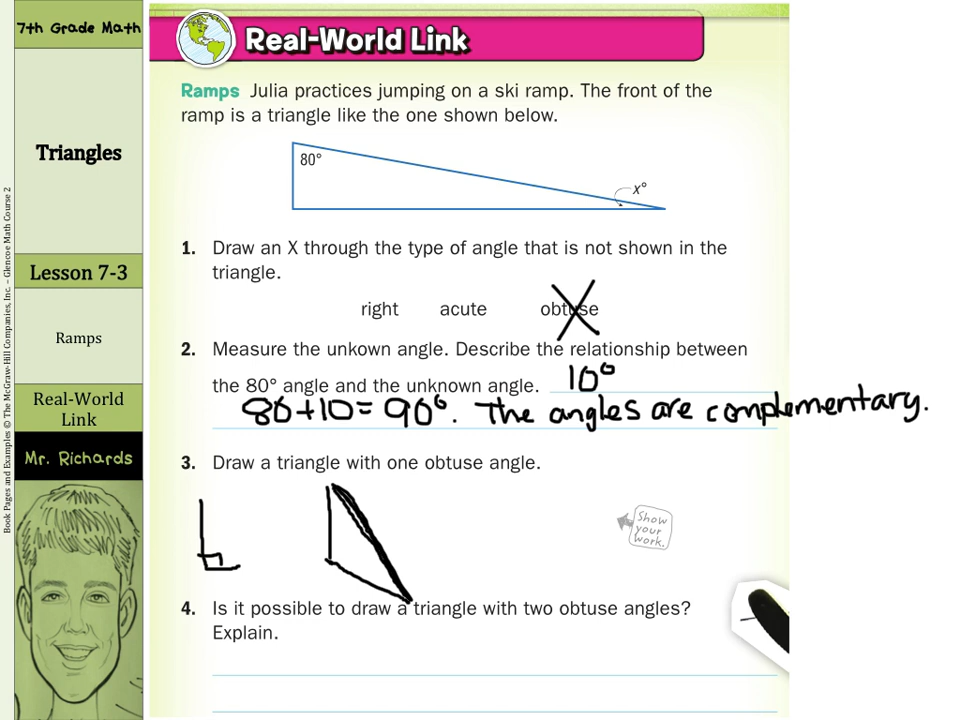 7th Grade Math
Real-World Link
Ramps Julia practices jumping on a ski ramp. The front of the
ramp is a triangle like the one shown below.
80°
x°
Triangles
1. Draw an X through the type of angle that is not shown in the
triangle.
right acute obtuse
Lesson 7-3
Ramps
2. Measure the unkown angle. Describe the relationship between
the 80° angle and the unknown angle. 10°
80+10=90°. The angles are complementary.
Real-World
Link
Mr. Richards
3. Draw a triangle with one obtuse angle.
Show
your
work.
4. Is it possible to draw a triangle with two obtuse angles?
Explain.
Book Pages and Examples © The McGraw-Hill Companies, Inc. – Glencoe Math Course 2